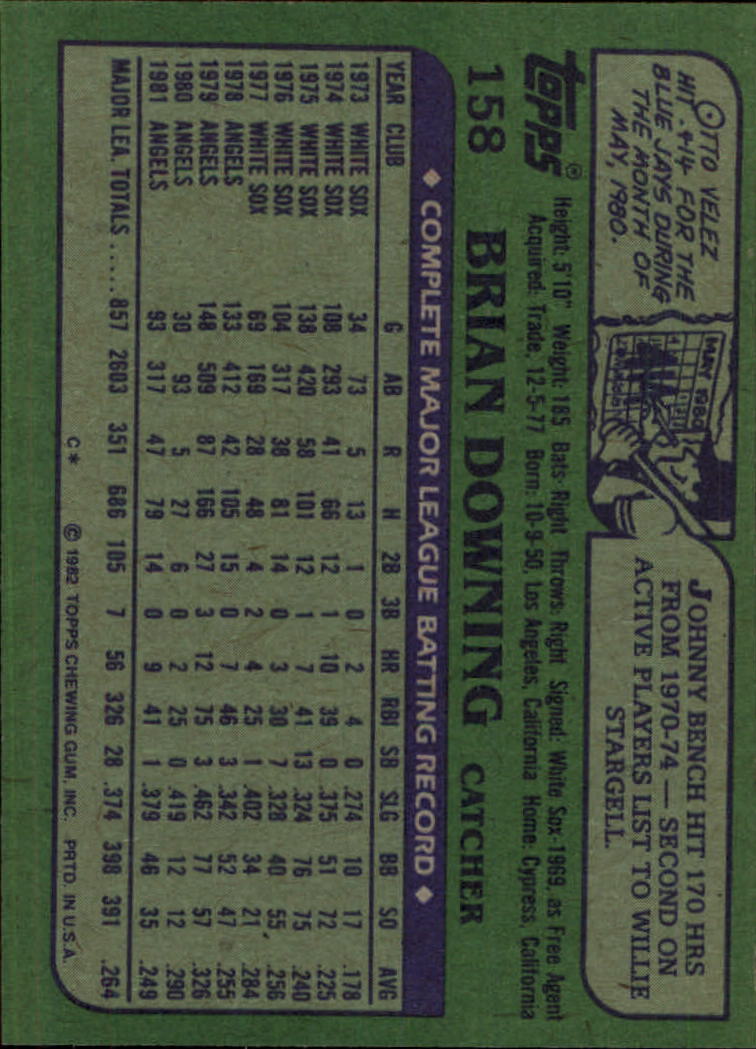 OTTO VELEZ
HIT .414 FOR THE
BLUE JAYS DURING
THE MONTH OF
MAY, 1980.
MAY 1980
JOHNNY BENCH HIT 170 HRS
FROM 1970-74 — SECOND ON
ACTIVE PLAYERS LIST TO WILLIE
STARGELL.
topps®
Height: 5'10" Weight: 185 Bats: Right Throws: Right Signed: White Sox-1969, as Free Agent
Acquired: Trade, 12-5-77 Born: 10-9-50, Los Angeles, California Home: Cypress, California
158 BRIAN DOWNING CATCHER
◆ COMPLETE MAJOR LEAGUE BATTING RECORD ◆
YEAR CLUB G AB R H 2B 3B HR RBI SB SLG BB SO AVG
1973 WHITE SOX 34 73 5 13 1 0 2 4 0 .274 10 17 .178
1974 WHITE SOX 108 293 41 66 12 1 10 39 0 .375 51 72 .225
1975 WHITE SOX 138 420 58 101 12 1 7 41 13 .324 76 75 .240
1976 WHITE SOX 104 317 38 81 14 0 3 30 7 .328 40 55 .256
1977 WHITE SOX 69 169 28 48 4 2 4 25 1 .402 34 21 .284
1978 ANGELS 133 412 42 105 15 0 7 46 3 .342 52 47 .255
1979 ANGELS 148 509 87 166 27 3 12 75 3 .462 77 57 .326
1980 ANGELS 30 93 5 27 6 0 2 25 0 .419 12 12 .290
1981 ANGELS 93 317 47 79 14 0 9 41 1 .379 46 35 .249
MAJOR LEA. TOTALS ..... 857 2603 351 686 105 7 56 326 28 .374 398 391 .264
C* © 1982 TOPPS CHEWING GUM, INC. PRTD. IN U.S.A.